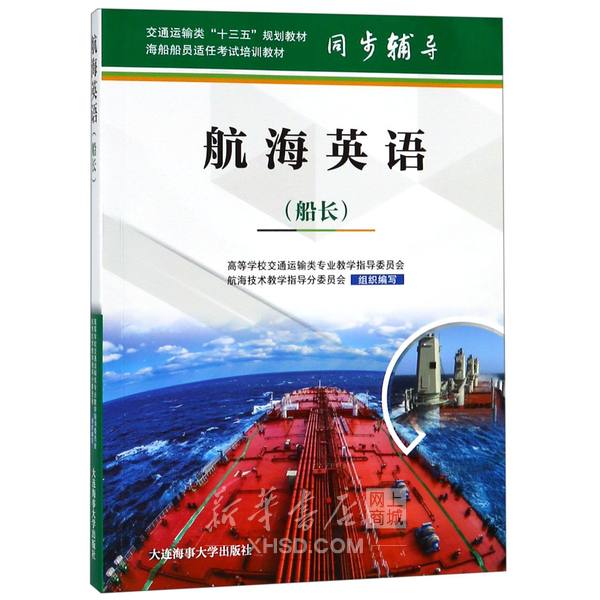 交通运输类“十三五”规划教材
海船船员适任考试培训教材
同步辅导
航海英语
(船长)
高等学校交通运输类专业教学指导委员会
航海技术教学指导分委员会 组织编写
大连海事大学出版社
航海英语(船长)
大连海事大学出版社
新华书店
网上商城
XHSD.COM